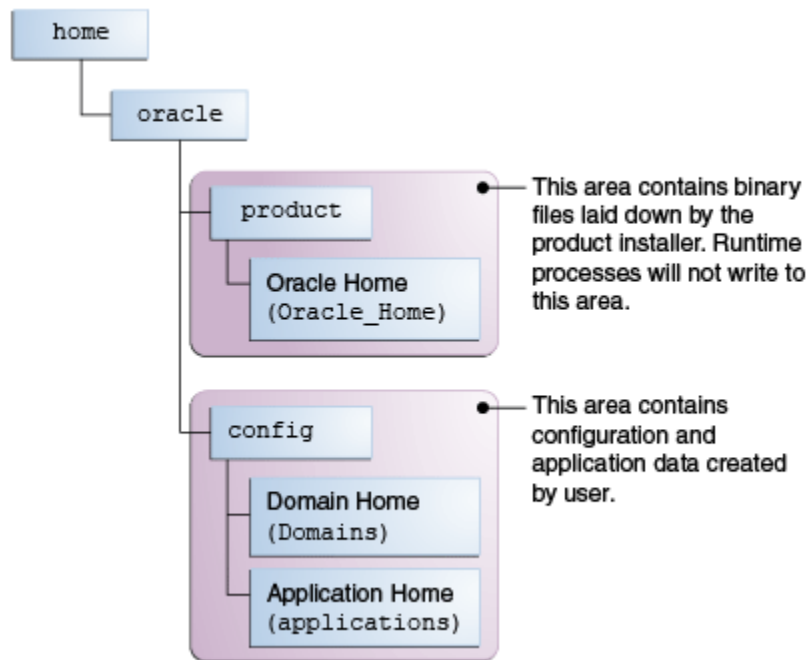 home
oracle
product
Oracle Home
(Oracle_Home)
This area contains binary
files laid down by the
product installer. Runtime
processes will not write to
this area.
config
Domain Home
(Domains)
Application Home
(applications)
This area contains
configuration and
application data created
by user.